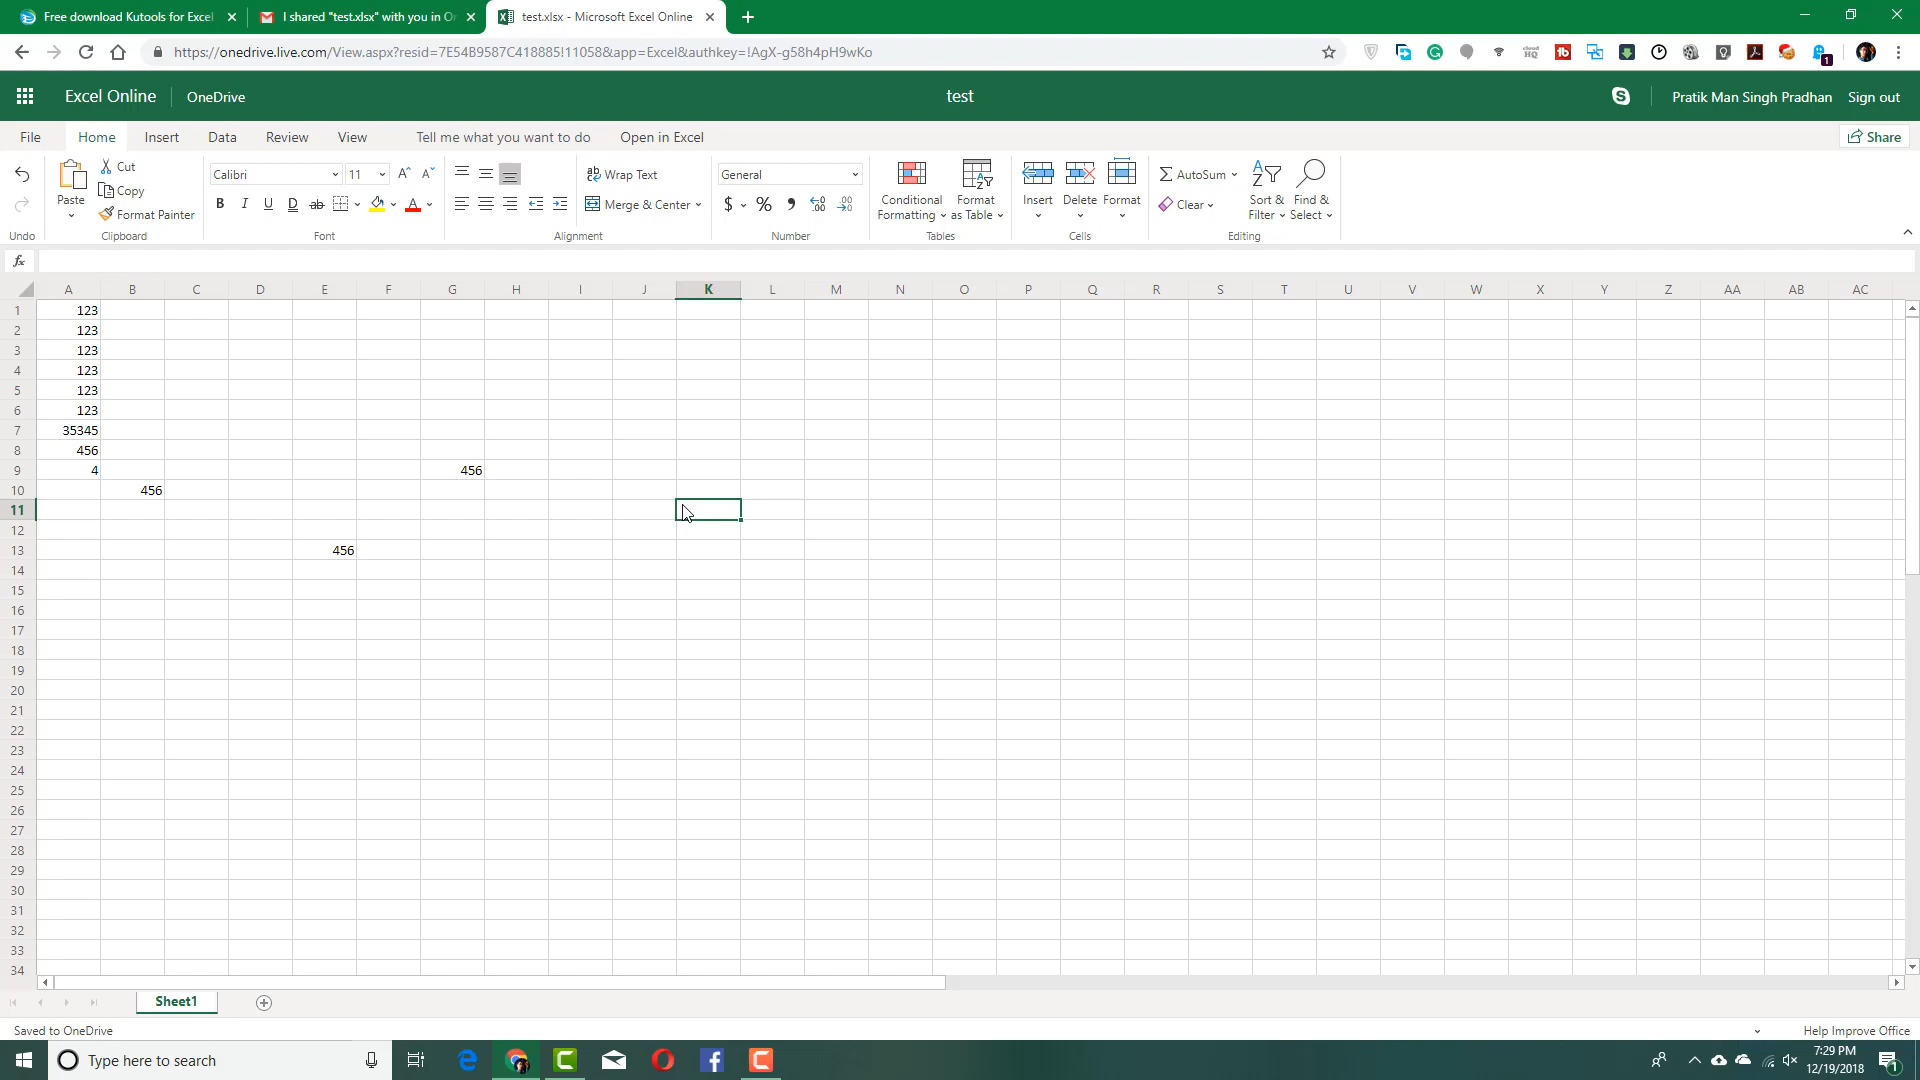 Free download Kutools for Excel
I shared "test.xlsx" with you in Or
test.xlsx - Microsoft Excel Online
https://onedrive.live.com/View.aspx?resid=7E54B9587C418885!11058&app=Excel&authkey=!AgX-g58h4pH9wKo
Excel Online
OneDrive
test
Pratik Man Singh Pradhan
Sign out
File
Home
Insert
Data
Review
View
Tell me what you want to do
Open in Excel
Share
Undo
Paste
Cut
Copy
Format Painter
Clipboard
Calibri
11
B I U D ab
Font
Wrap Text
Merge & Center
Alignment
General
$ % .00
Number
Conditional Formatting
Format as Table
Tables
Insert
Delete
Format
Cells
AutoSum
Clear
Sort & Filter
Find & Select
Editing
fx
A B C D E F G H I J K L M N O P Q R S T U V W X Y Z AA AB AC
1 123
2 123
3 123
4 123
5 123
6 123
7 35345
8 456
9 4 456
10 456
11
12
13 456
14
15
16
17
18
19
20
21
22
23
24
25
26
27
28
29
30
31
32
33
34
Sheet1
Saved to OneDrive
Help Improve Office
Type here to search
7:29 PM
12/19/2018